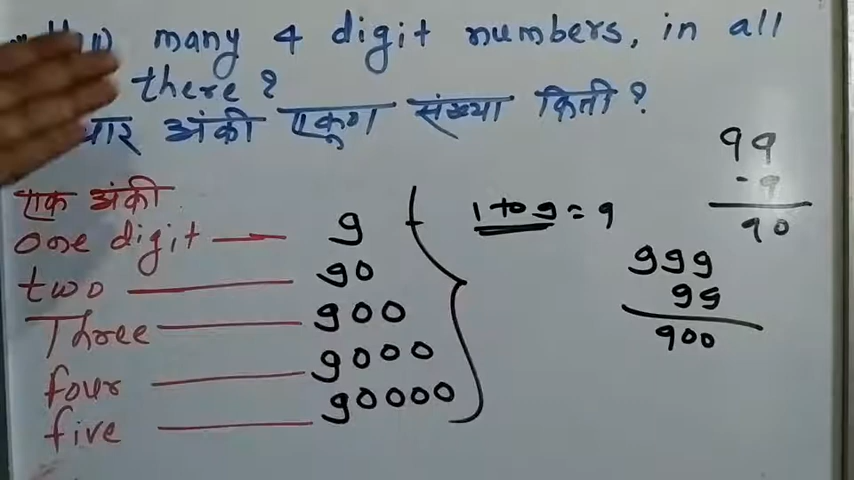 many 4 digit numbers, in all
there ?
चार अंकी एकूण संख्या किती ?
एक अंकी
one digit — 9
two — 90
Three — 900
four — 9000
five — 90000
1 to 9 = 9
99
- 9
90
999
99
900